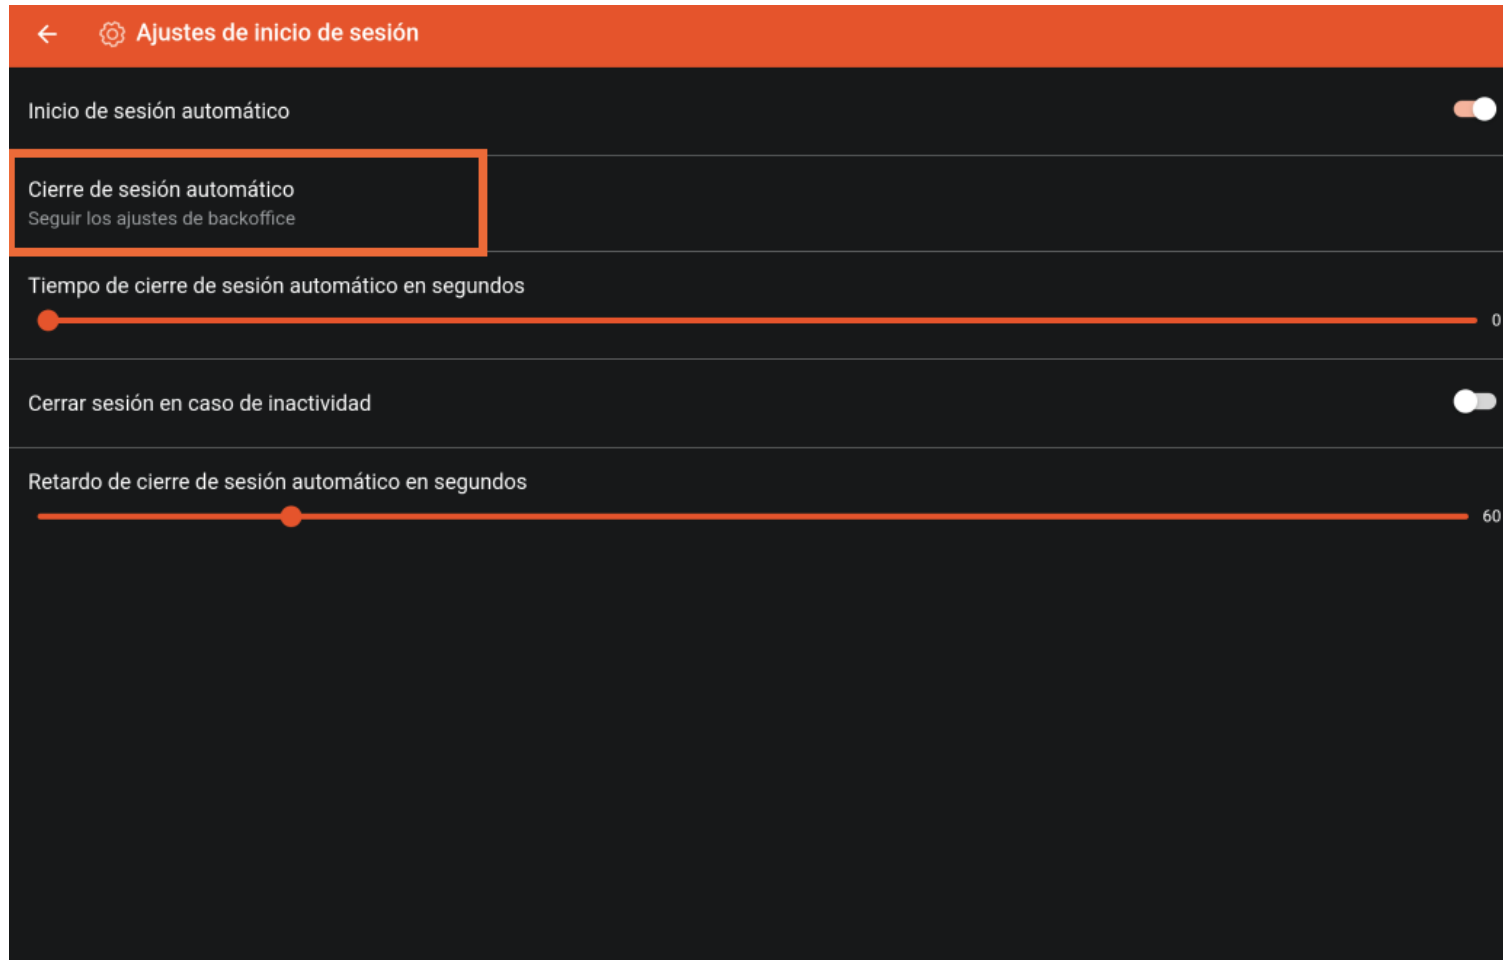 Ajustes de inicio de sesión
Inicio de sesión automático
Cierre de sesión automático
Seguir los ajustes de backoffice
Tiempo de cierre de sesión automático en segundos
0
Cerrar sesión en caso de inactividad
Retardo de cierre de sesión automático en segundos
60